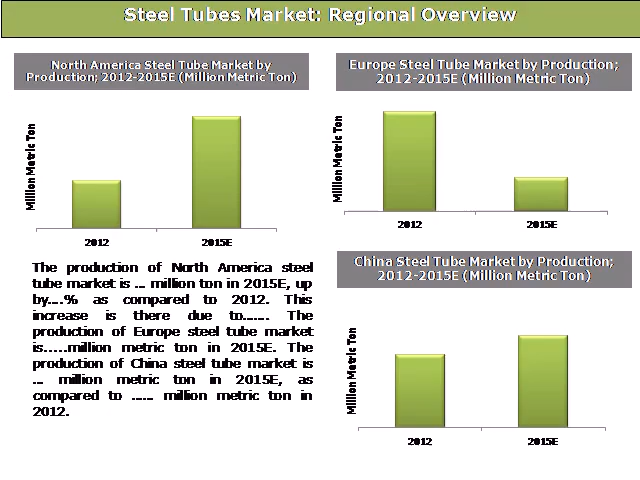 Steel Tubes Market: Regional Overview
North America Steel Tube Market by
Production; 2012-2015E (Million Metric Ton)
Million Metric Ton
2012
2015E
The production of North America steel
tube market is ... million ton in 2015E, up
by....% as compared to 2012. This
increase is there due to...... The
production of Europe steel tube market
is.....million metric ton in 2015E. The
production of China steel tube market is
... million metric ton in 2015E, as
compared to ..... million metric ton in
2012.
Europe Steel Tube Market by Production;
2012-2015E (Million Metric Ton)
Million Metric Ton
2012
2015E
China Steel Tube Market by Production;
2012-2015E (Million Metric Ton)
Million Metric Ton
2012
2015E